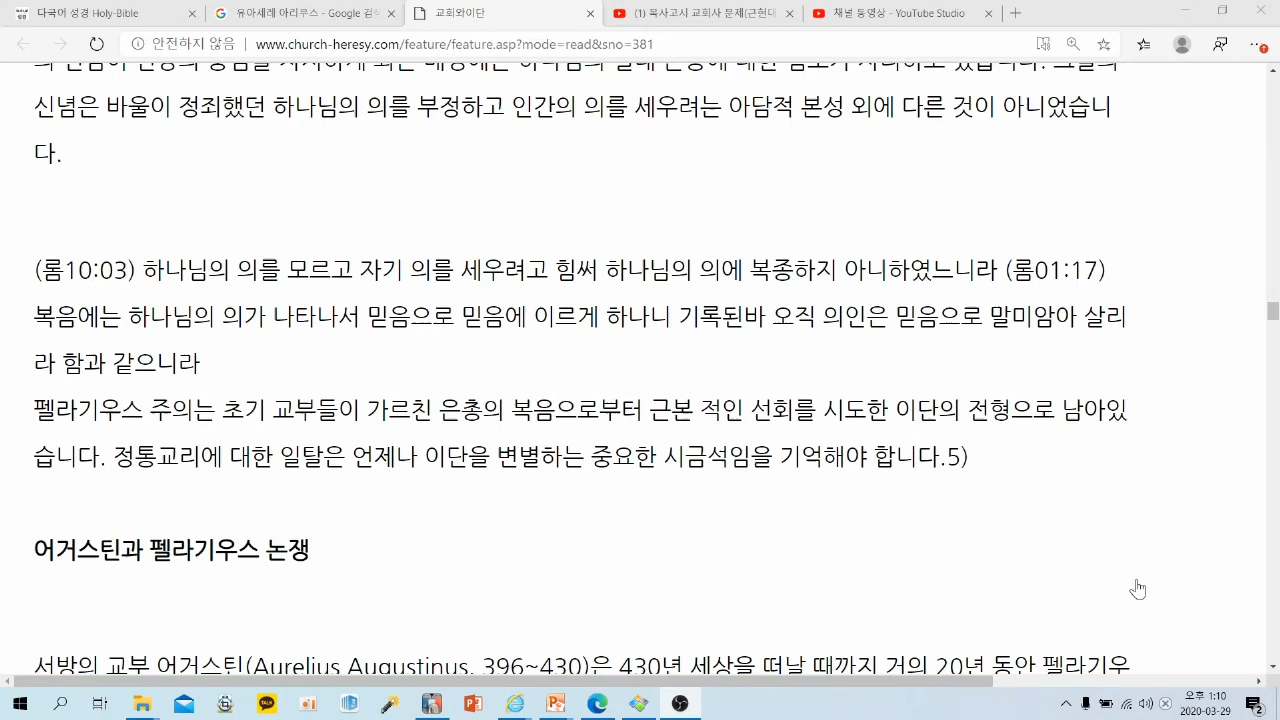 다국어 성경 Holy-Bible
유아세례 아리우스 - Google 검색
교회와이단
(1) 목사고시 교회사 문제(근현대
채널 동영상 - YouTube Studio
안전하지 않음 www.church-heresy.com/feature/feature.asp?mode=read&sno=381
신념은 바울이 정죄했던 하나님의 의를 부정하고 인간의 의를 세우려는 아담적 본성 외에 다른 것이 아니었습니
다.
(롬10:03) 하나님의 의를 모르고 자기 의를 세우려고 힘써 하나님의 의에 복종하지 아니하였느니라 (롬01:17)
복음에는 하나님의 의가 나타나서 믿음으로 믿음에 이르게 하나니 기록된바 오직 의인은 믿음으로 말미암아 살리
라 함과 같으니라
펠라기우스 주의는 초기 교부들이 가르친 은총의 복음으로부터 근본 적인 선회를 시도한 이단의 전형으로 남아있
습니다. 정통교리에 대한 일탈은 언제나 이단을 변별하는 중요한 시금석임을 기억해야 합니다.5)
어거스틴과 펠라기우스 논쟁
서방의 교부 어거스틴(Aurelius Augustinus, 396~430)은 430년 세상을 떠날 때까지 거의 20년 동안 펠라기우
오후 1:10
2020-03-29